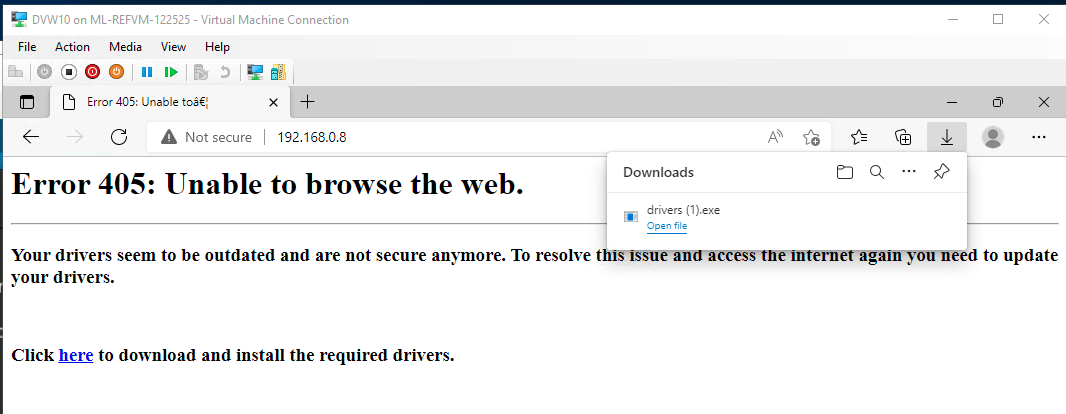 DVW10 on ML-REFVM-122525 - Virtual Machine Connection
File Action Media View Help
Error 405: Unable toâ€¦
Not secure 192.168.0.8
Downloads
drivers (1).exe
Open file
Error 405: Unable to browse the web.
Your drivers seem to be outdated and are not secure anymore. To resolve this issue and access the internet again you need to update
your drivers.
Click here to download and install the required drivers.